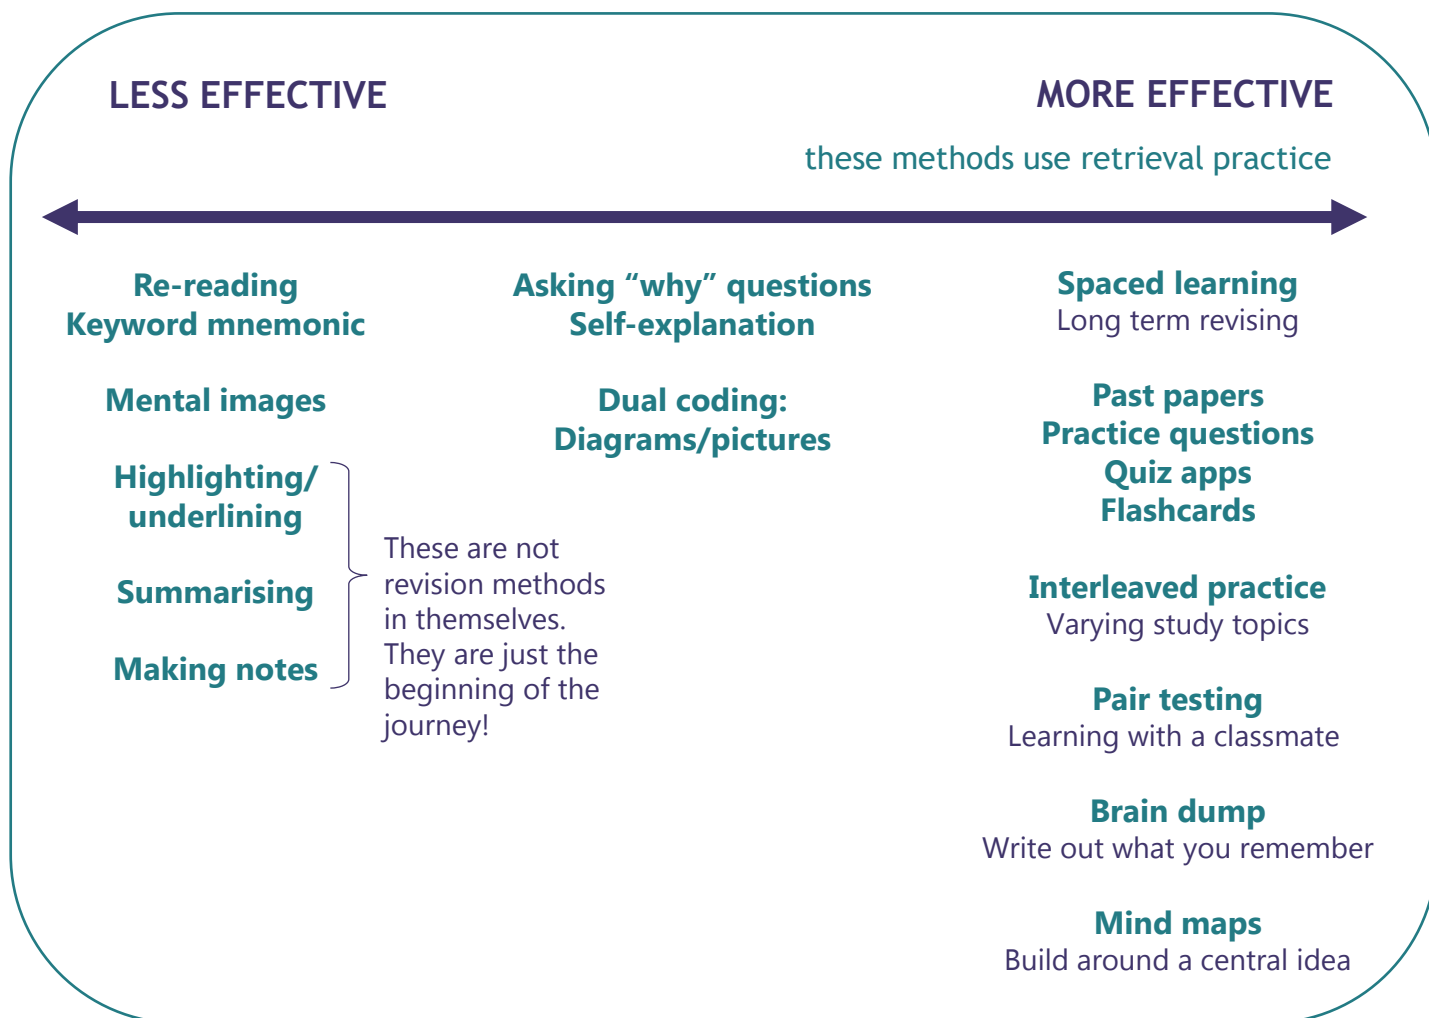 LESS EFFECTIVE
MORE EFFECTIVE
these methods use retrieval practice
Re-reading
Keyword mnemonic
Mental images
Highlighting/
underlining
Summarising
Making notes
These are not
revision methods
in themselves.
They are just the
beginning of the
journey!
Asking “why” questions
Self-explanation
Dual coding:
Diagrams/pictures
Spaced learning
Long term revising
Past papers
Practice questions
Quiz apps
Flashcards
Interleaved practice
Varying study topics
Pair testing
Learning with a classmate
Brain dump
Write out what you remember
Mind maps
Build around a central idea